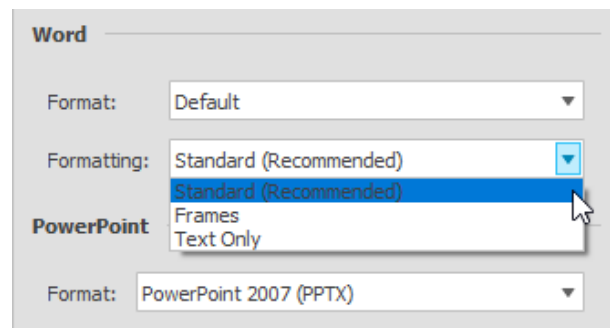 Word
Format: Default
Formatting: Standard (Recommended)
Standard (Recommended)
Frames
PowerPoint
Text Only
Format: PowerPoint 2007 (PPTX)